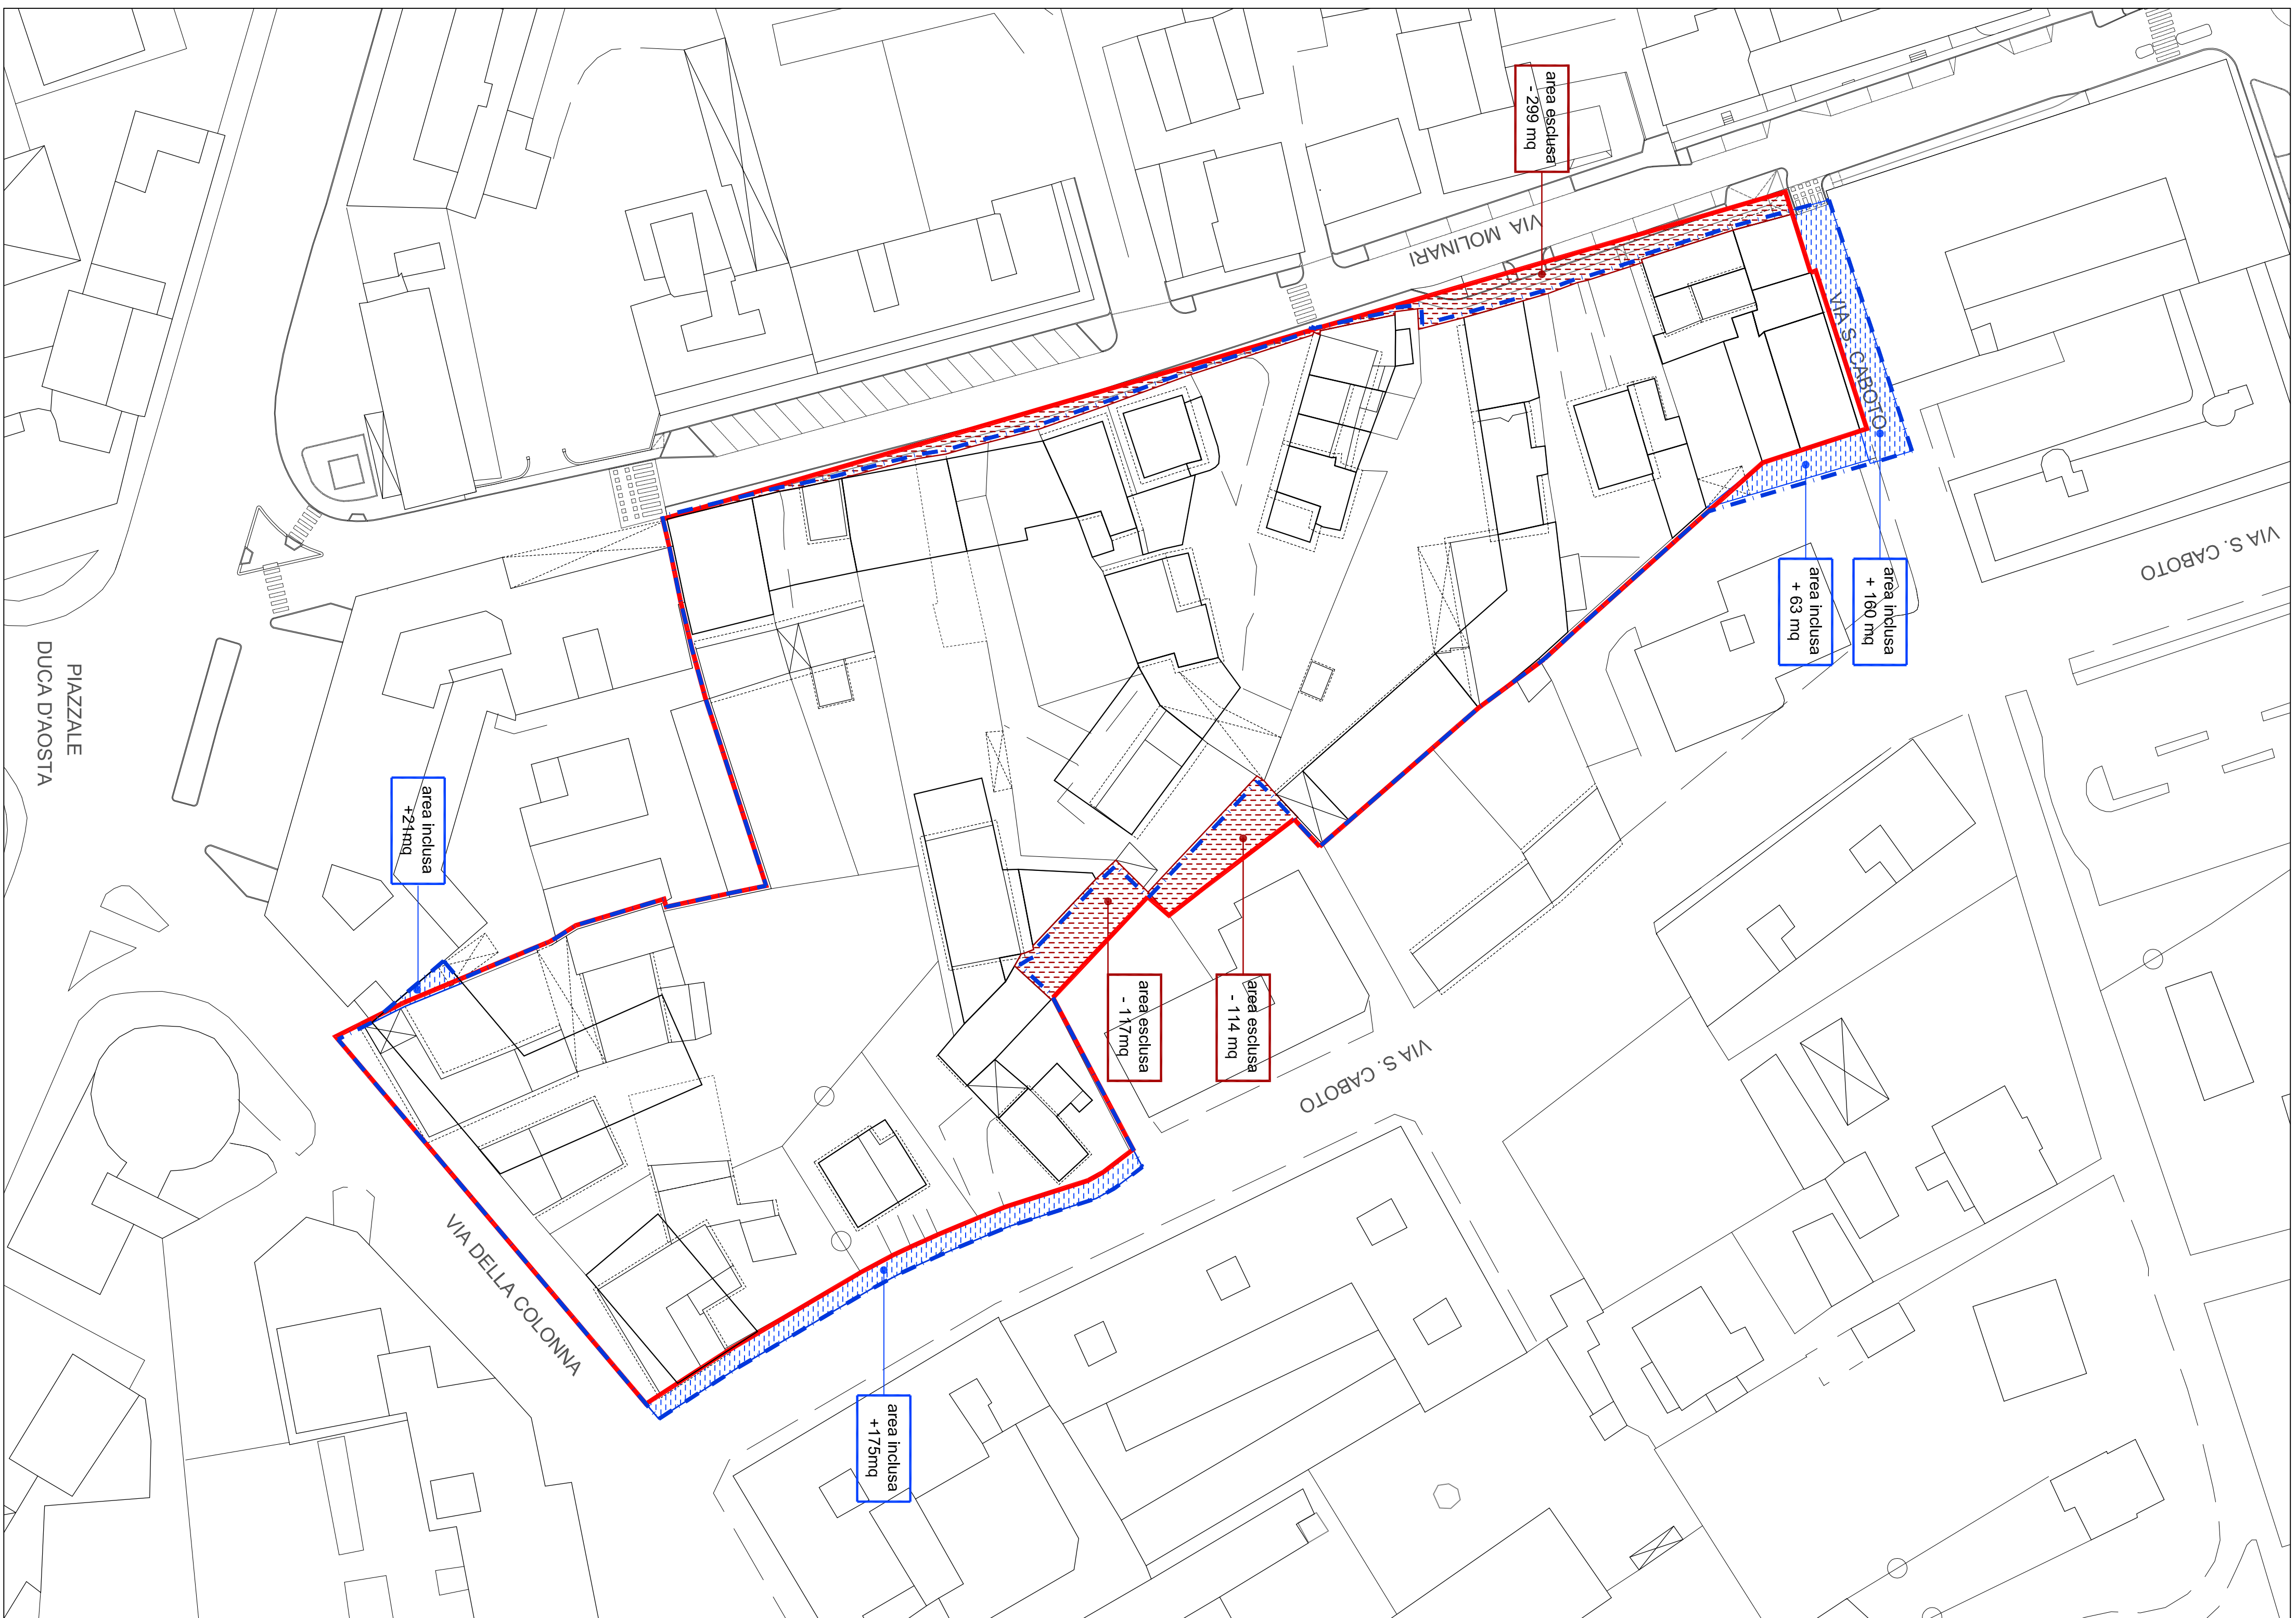 area esclusa
- 299 mq
VIA MOLINARI
VIA S. CABOTO
VIA S. CABOTO
area inclusa
+ 160 mq
area inclusa
+ 63 mq
PIAZZALE
DUCA D'AOSTA
area inclusa
+21mq
area esclusa
- 114 mq
area esclusa
- 117mq
VIA S. CABOTO
VIA DELLA COLONNA
area inclusa
+175mq